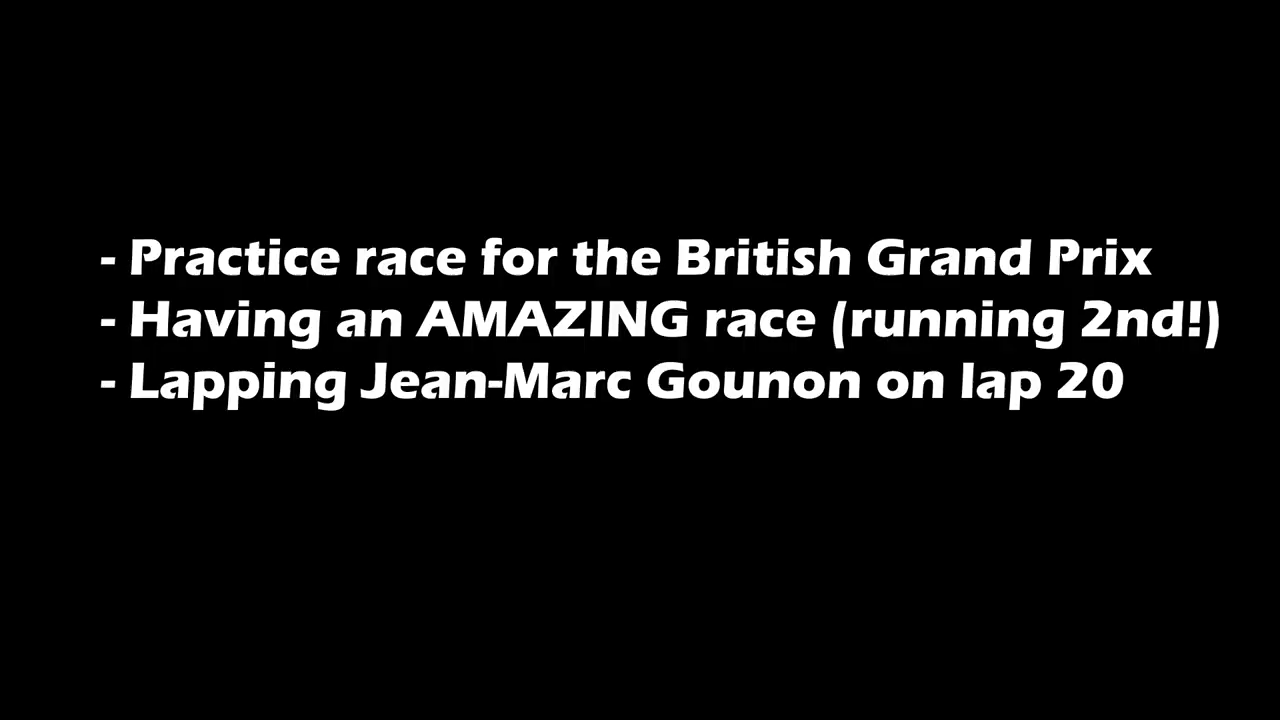 - Practice race for the British Grand Prix
- Having an AMAZING race (running 2nd!)
- Lapping Jean-Marc Gounon on lap 20